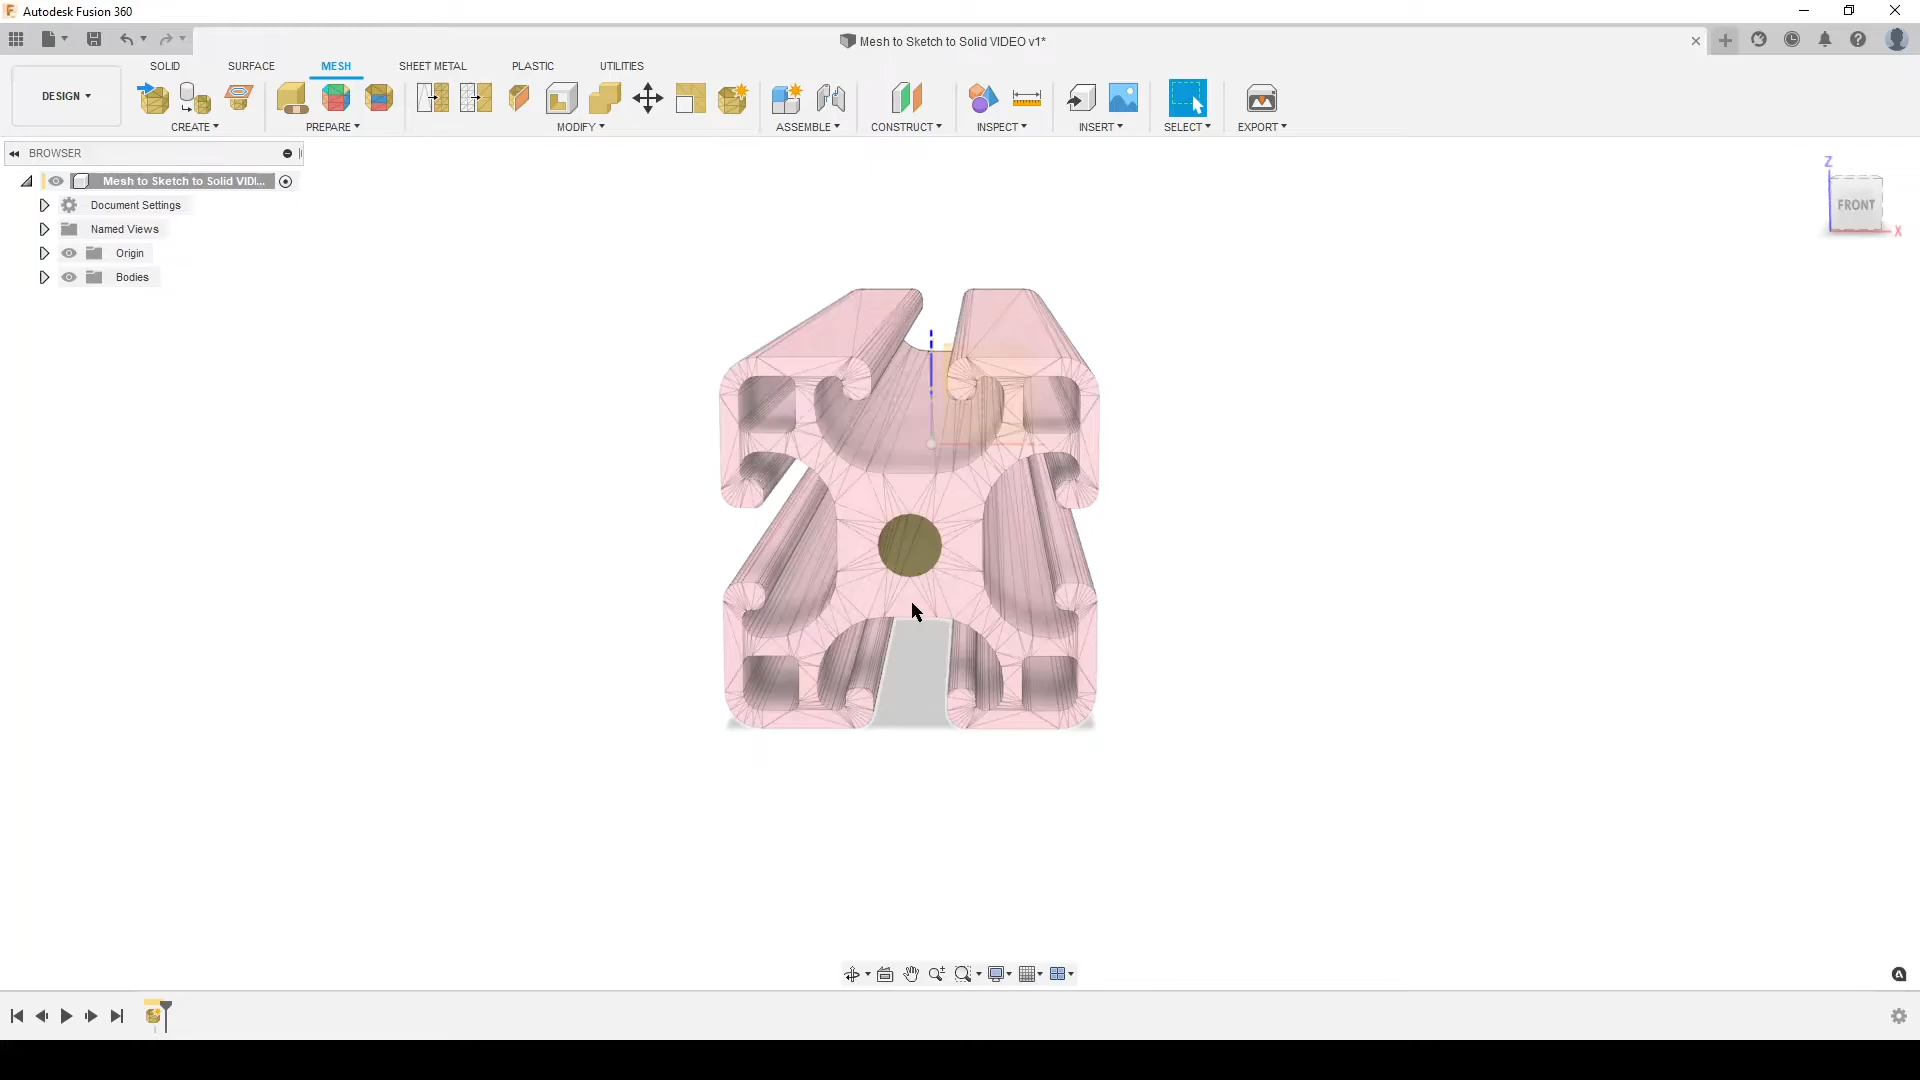 Autodesk Fusion 360
Mesh to Sketch to Solid VIDEO v1*
SOLID SURFACE MESH SHEET METAL PLASTIC UTILITIES
DESIGN
CREATE PREPARE MODIFY ASSEMBLE CONSTRUCT INSPECT INSERT SELECT EXPORT
BROWSER
Mesh to Sketch to Solid VIDI...
Document Settings
Named Views
Origin
Bodies
Z
FRONT
X